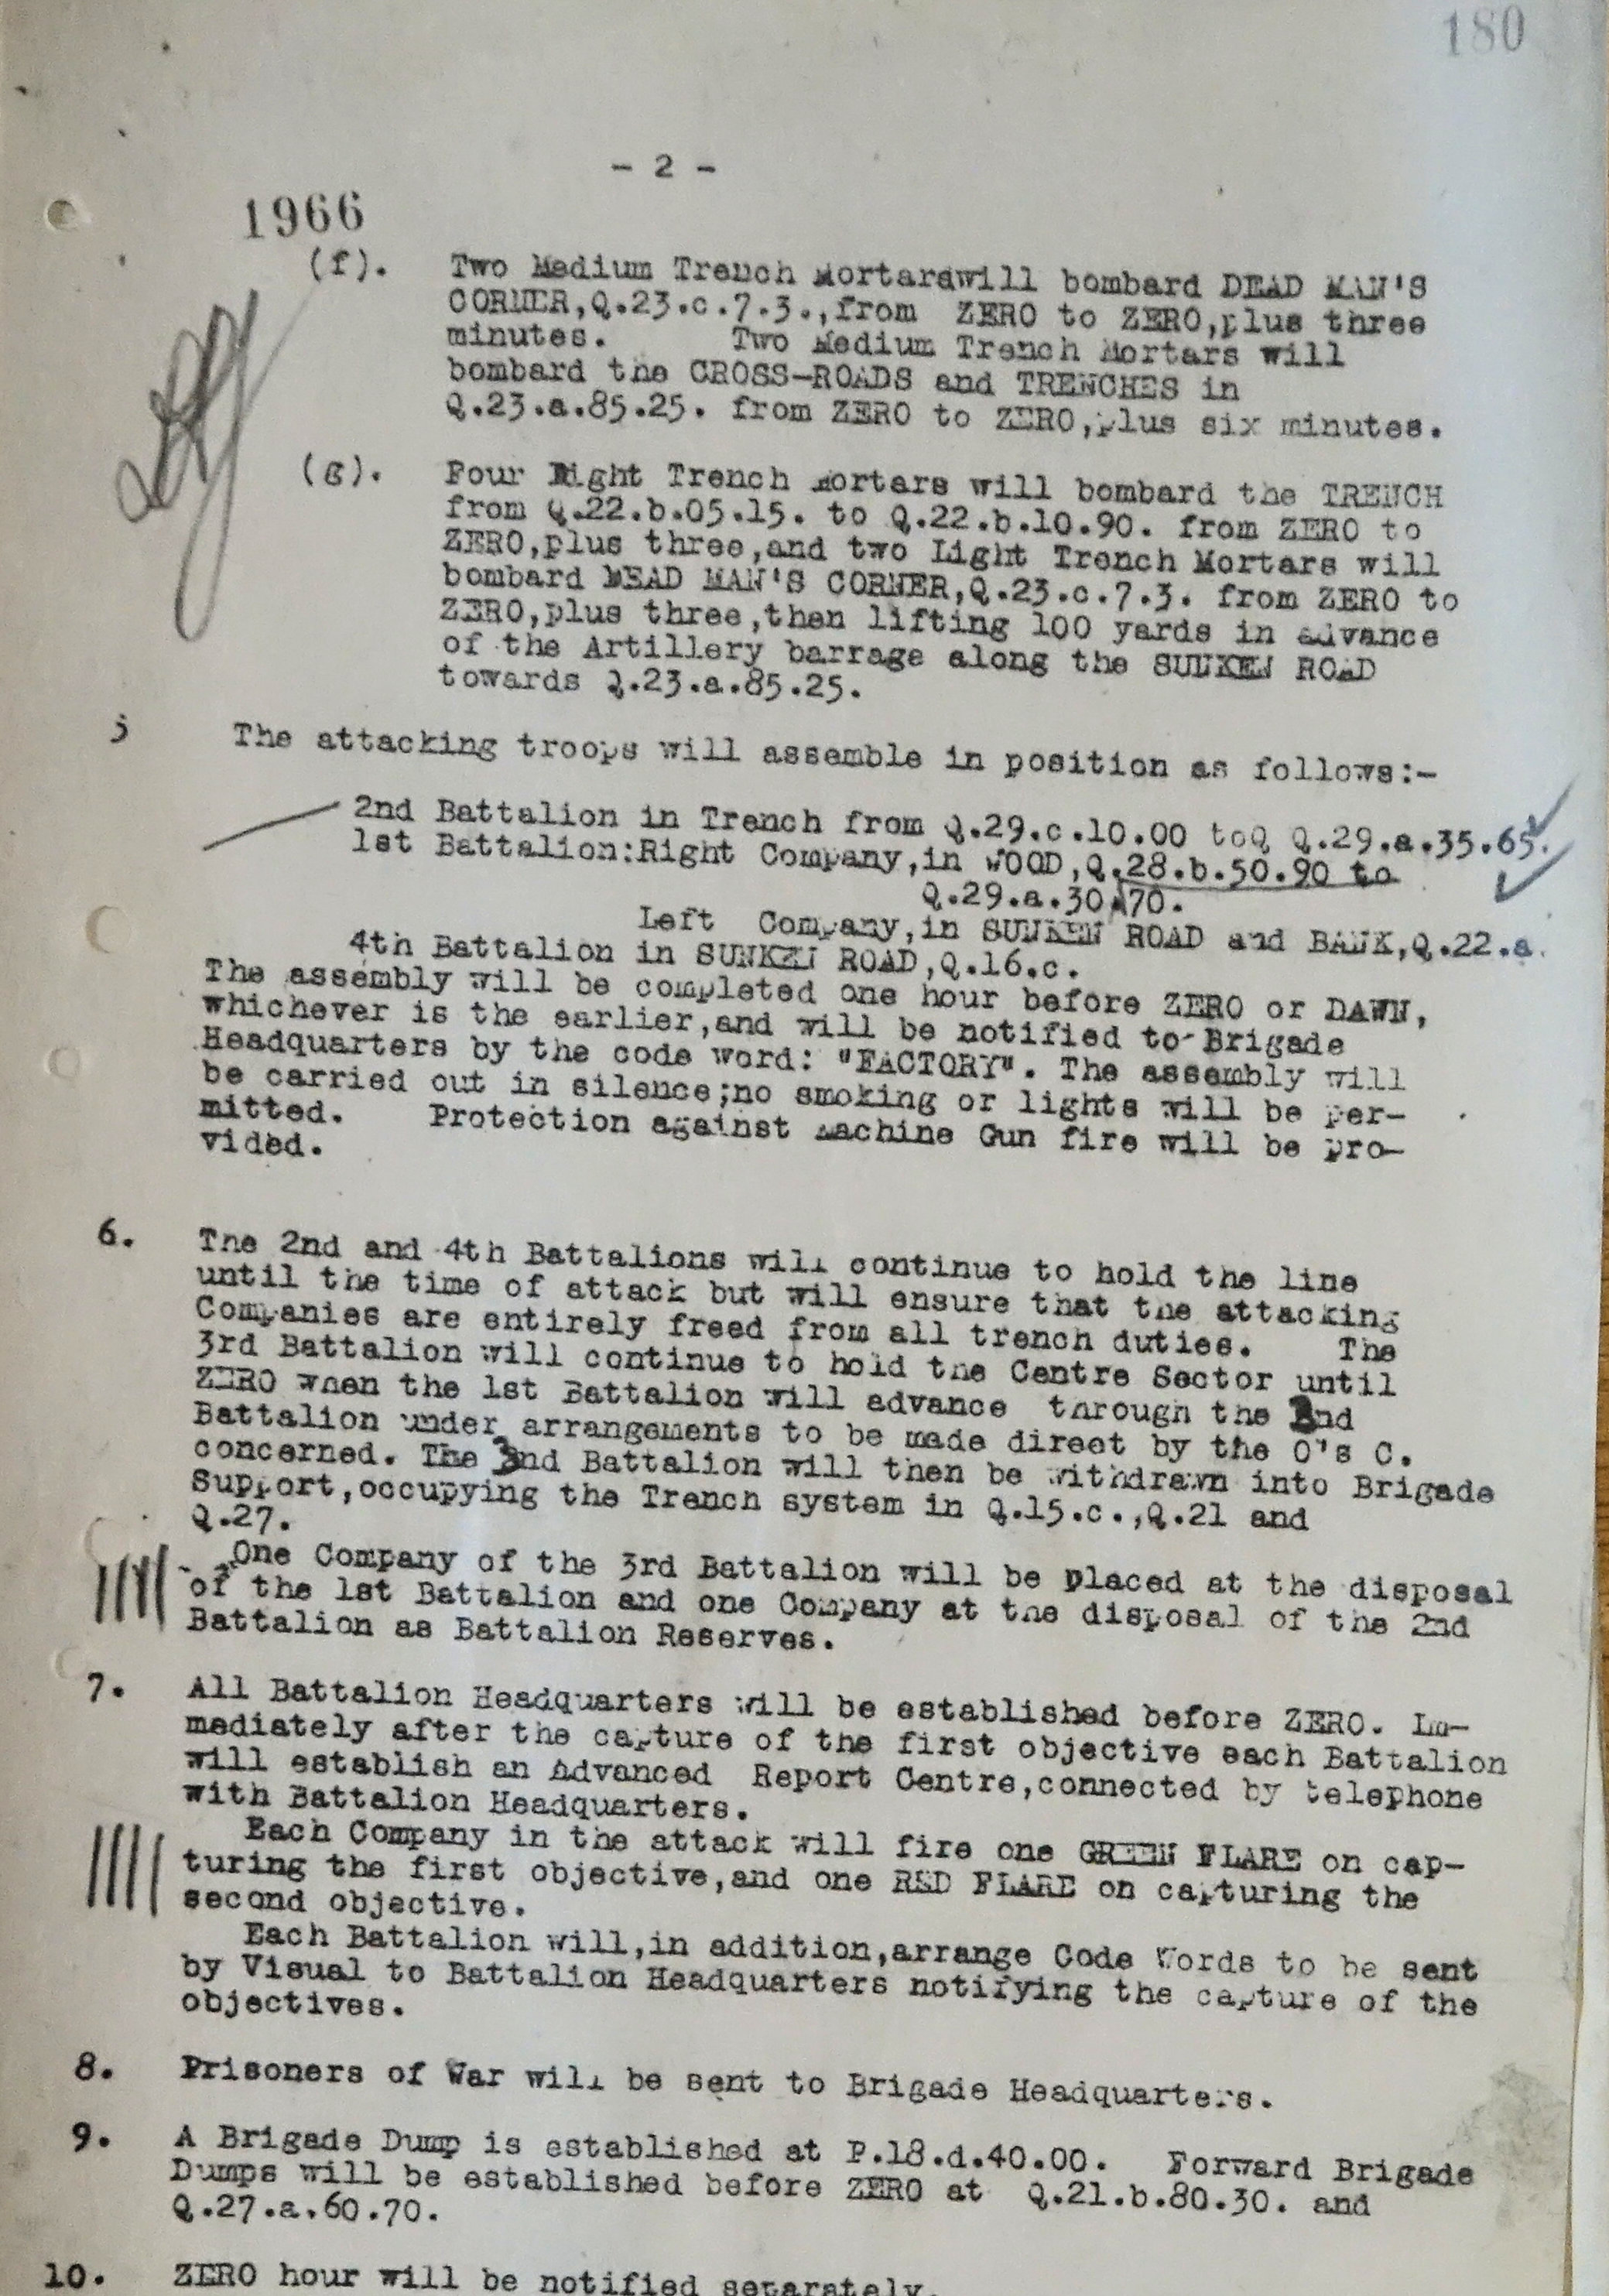 180
- 2 -
1966
(f). Two Medium Trench Mortarswill bombard DEAD MAN'S
CORNER,Q.23.c.7.3.,from ZERO to ZERO,plus three
minutes. Two Medium Trench Mortars will
bombard the CROSS-ROADS and TRENCHES in
Q.23.a.85.25. from ZERO to ZERO,plus six minutes.
(g). Four Light Trench Mortars will bombard the TRENCH
from Q.22.b.05.15. to Q.22.b.10.90. from ZERO to
ZERO,plus three,and two Light Trench Mortars will
bombard DEAD MAN'S CORNER,Q.23.c.7.3. from ZERO to
ZERO,plus three,then lifting 100 yards in advance
of the Artillery barrage along the SUNKEN ROAD
towards Q.23.a.85.25.
5 The attacking troops will assemble in position as follows:-
2nd Battalion in Trench from Q.29.c.10.00 toQ Q.29.a.35.65.
1st Battalion:Right Company,in WOOD,Q.28.b.50.90 to
Q.29.a.30.70.
Left Company,in SUNKEN ROAD and BANK,Q.22.a.
4th Battalion in SUNKEN ROAD,Q.16.c.
The assembly will be completed one hour before ZERO or DAWN,
whichever is the earlier,and will be notified to Brigade
Headquarters by the code word: "FACTORY". The assembly will
be carried out in silence;no smoking or lights will be per-
mitted. Protection against Machine Gun fire will be pro-
vided.
6. The 2nd and 4th Battalions will continue to hold the line
until the time of attack but will ensure that the attacking
Companies are entirely freed from all trench duties. The
3rd Battalion will continue to hold the Centre Sector until
ZERO when the 1st Battalion will advance through the 3nd
Battalion under arrangements to be made direct by the O's C.
concerned. The 3nd Battalion will then be withdrawn into Brigade
Support,occupying the Trench system in Q.15.c.,Q.21 and
Q.27.
One Company of the 3rd Battalion will be placed at the disposal
of the 1st Battalion and one Company at the disposal of the 2nd
Battalion as Battalion Reserves.
7. All Battalion Headquarters will be established before ZERO. Im-
mediately after the capture of the first objective each Battalion
will establish an Advanced Report Centre,connected by telephone
with Battalion Headquarters.
Each Company in the attack will fire one GREEN FLARE on cap-
turing the first objective,and one RED FLARE on capturing the
second objective.
Each Battalion will,in addition,arrange Code Words to be sent
by Visual to Battalion Headquarters notifying the capture of the
objectives.
8. Prisoners of War will be sent to Brigade Headquarters.
9. A Brigade Dump is established at P.18.d.40.00. Forward Brigade
Dumps will be established before ZERO at Q.21.b.80.30. and
Q.27.a.60.70.
10. ZERO hour will be notified separately.